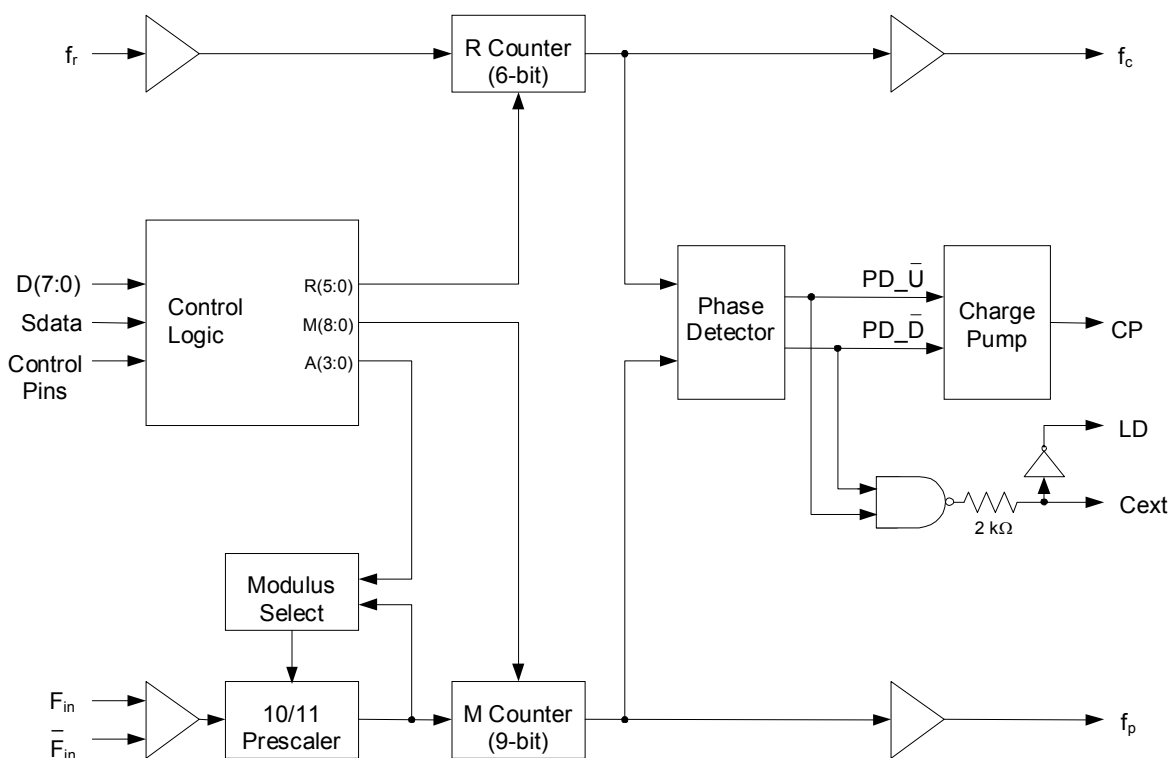 fr
R Counter
(6-bit)
fc
D(7:0)
Sdata
Control
Pins
Control
Logic
R(5:0)
M(8:0)
A(3:0)
Phase
Detector
PD_U̅
PD_D̅
Charge
Pump
CP
LD
Cext
2 kΩ
Modulus
Select
Fin
F̅in
10/11
Prescaler
M Counter
(9-bit)
fp